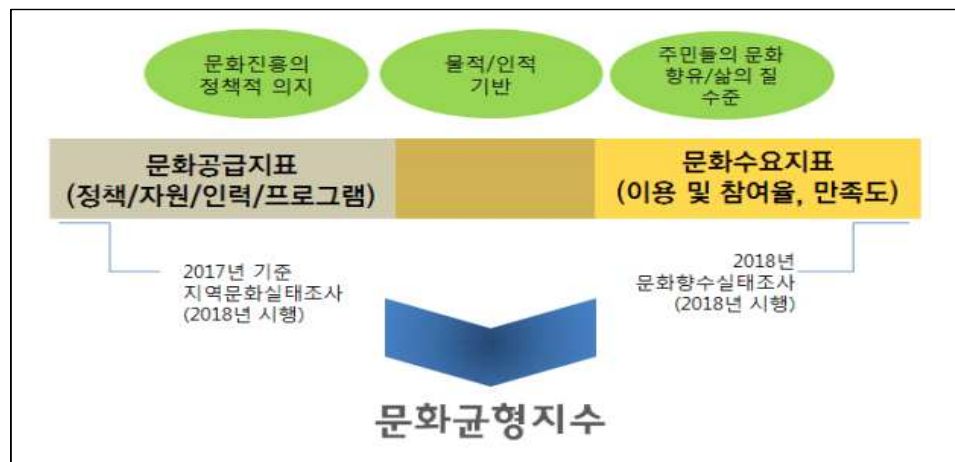 문화진흥의
정책적 의지
물적/인적
기반
주민들의 문화
향유/삶의 질
수준
문화공급지표
(정책/자원/인력/프로그램)
문화수요지표
(이용 및 참여율, 만족도)
2017년 기준
지역문화실태조사
(2018년 시행)
2018년
문화향수실태조사
(2018년 시행)
문화균형지수